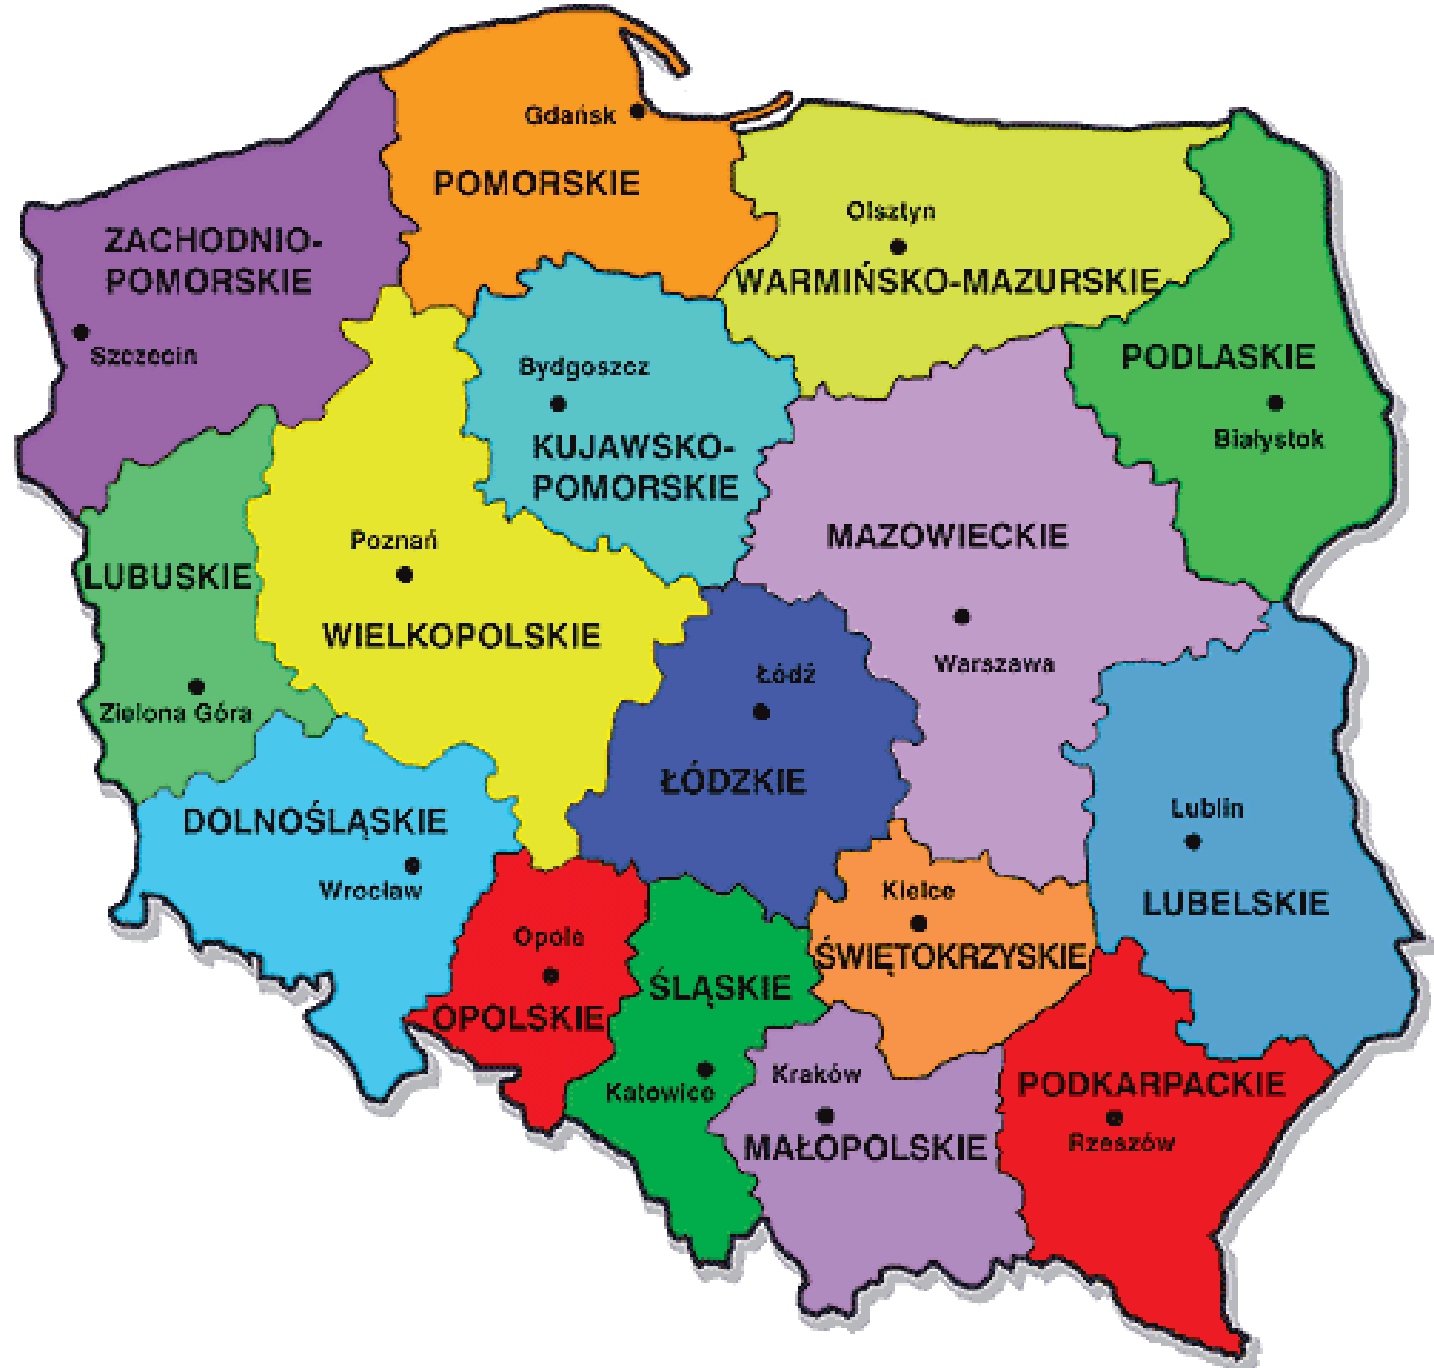 Gdańsk
POMORSKIE
ZACHODNIO-
POMORSKIE
Szczecin
Olsztyn
WARMIŃSKO-MAZURSKIE
PODLASKIE
Białystok
Bydgoszcz
KUJAWSKO-
POMORSKIE
MAZOWIECKIE
Warszawa
Poznań
WIELKOPOLSKIE
LUBUSKIE
Zielona Góra
Łódź
ŁÓDZKIE
DOLNOŚLĄSKIE
Wrocław
Lublin
LUBELSKIE
Kielce
ŚWIĘTOKRZYSKIE
Opole
OPOLSKIE
ŚLĄSKIE
Katowice
Kraków
MAŁOPOLSKIE
PODKARPACKIE
Rzeszów